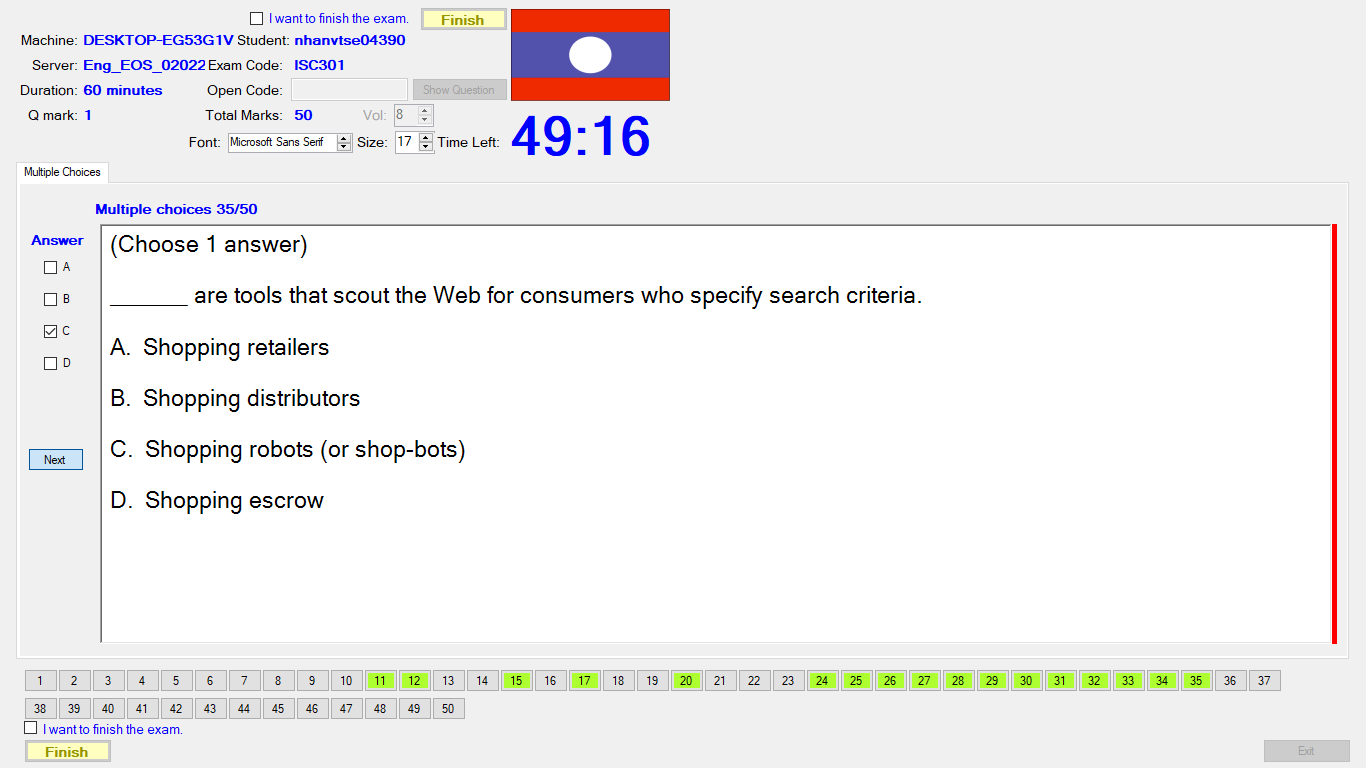 I want to finish the exam. Finish
Machine: DESKTOP-EG53G1V Student: nhanvtse04390
Server: Eng_EOS_02022 Exam Code: ISC301
Duration: 60 minutes Open Code: Show Question
Q mark: 1 Total Marks: 50 Vol: 8
Font: Microsoft Sans Serif Size: 17 Time Left: 49:16
Multiple Choices
Multiple choices 35/50
Answer
A
B
C
D
Next
(Choose 1 answer)
______ are tools that scout the Web for consumers who specify search criteria.
A. Shopping retailers
B. Shopping distributors
C. Shopping robots (or shop-bots)
D. Shopping escrow
1 2 3 4 5 6 7 8 9 10 11 12 13 14 15 16 17 18 19 20 21 22 23 24 25 26 27 28 29 30 31 32 33 34 35 36 37
38 39 40 41 42 43 44 45 46 47 48 49 50
I want to finish the exam.
Finish Exit